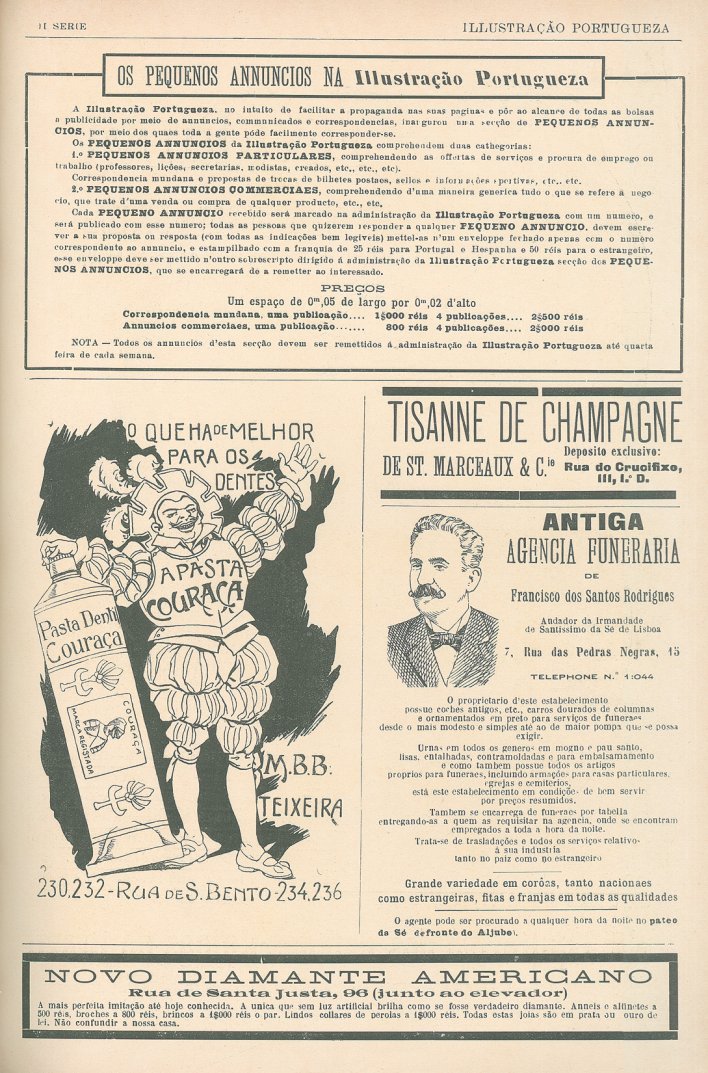 II SERIE
ILLUSTRAÇÃO PORTUGUEZA
OS PEQUENOS ANNUNCIOS NA Illustração Portugueza
A Illustração Portugueza, no intuito de facilitar a propaganda nas suas paginas e pôr ao alcance de todas as bolsas
a publicidade por meio de annuncios, communicados e correspondencias, inaugurou uma secção de PEQUENOS ANNUN-
CIOS, por meio dos quaes toda a gente póde facilmente corresponder-se.
Os PEQUENOS ANNUNCIOS da Illustração Portugueza comprehendem duas cathegorias:
1.º PEQUENOS ANNUNCIOS PARTICULARES, comprehendendo as offertas de serviços e procura de emprego ou
trabalho (professores, lições, secretarias, modistas, creados, etc., etc., etc).
Correspondencia mundana e propostas de trocas de bilhetes postaes, sellos e informações sportivas, etc., etc.
2.º PEQUENOS ANNUNCIOS COMMERCIAES, comprehendendo d'uma maneira generica tudo o que se refere á nego-
cio, que trate d'uma venda ou compra de qualquer producto, etc., etc.
Cada PEQUENO ANNUNCIO recebido será marcado na administração da Illustração Portugueza com um numero, e
será publicado com esse numero; todas as pessoas que quizerem responder a qualquer PEQUENO ANNUNCIO, devem escre-
ver a sua proposta ou resposta (com todas as indicações bem legiveis) mettel-as n'um enveloppe fechado apenas com o numero
correspondente ao annuncio, e estampilhado com a franquia de 25 réis para Portugal e Hespanha e 50 réis para o estrangeiro,
esse enveloppe deve ser mettido n'outro sobrescripto dirigido á administração da Illustração Portugueza secção dos PEQUE-
NOS ANNUNCIOS, que se encarregará de a remetter ao interessado.
PREÇOS
Um espaço de 0m,05 de largo por 0m,02 d'alto
Correspondencia mundana, uma publicação.... 1$000 réis 4 publicações.... 2$500 réis
Annuncios commerciaes, uma publicação....... 800 réis 4 publicações.... 2$000 réis
NOTA — Todos os annuncios d'esta secção devem ser remettidos á administração da Illustração Portugueza até quarta
feira de cada semana.
O QUE HA DE MELHOR
PARA OS
DENTES
A PASTA
COURAÇA
Pasta Denti
Couraça
COURAÇA
MARCA REGISTADA
M.B.B.
TEIXEIRA
230,232-RUA DE S. BENTO-234,236
TISANNE DE CHAMPAGNE
DE ST. MARCEAUX & C.ie
Deposito exclusivo:
Rua do Crucifixo,
III, 1.º D.
ANTIGA
AGENCIA FUNERARIA
DE
Francisco dos Santos Rodrigues
Andador da Irmandade
de Santissimo da Sé de Lisboa
7, Rua das Pedras Negras, 15
TELEPHONE N.º 1:044
O proprietario d'este estabelecimento
possue coches antigos, etc., carros dourados de columnas
e ornamentados em preto para serviços de funeraes
desde o mais modesto e simples até ao de maior pompa que se possa
exigir.
Urnas em todos os generos em mogno e pau santo,
lisas, entalhadas, contramoldadas e para embalsamamento
e como tambem possue todos os artigos
proprios para funeraes, incluindo armações para casas particulares,
egrejas e cemiterios,
está este estabelecimento em condições de bem servir
por preços resumidos.
Tambem se encarrega de funeraes por tabella
entregando-as a quem as requisitar na agencia, onde se encontram
empregados a toda a hora da noite.
Trata-se de trasladações e todos os serviços relativos
á sua industria
tanto no paiz como no estrangeiro
Grande variedade em corôas, tanto nacionaes
como estrangeiras, fitas e franjas em todas as qualidades
O agente póde ser procurado a qualquer hora da noite no pateo
da Sé defronte do Aljube.
NOVO DIAMANTE AMERICANO
Rua de Santa Justa, 96 (junto ao elevador)
A mais perfeita imitação até hoje conhecida. A unica que sem luz artificial brilha como se fosse verdadeiro diamante. Anneis e alfinetes a
500 réis, broches a 800 réis, brincos a 1$000 réis o par. Lindos collares de perolas a 1$000 réis. Todas estas joias são em prata ou ouro de
lei. Não confundir a nossa casa.